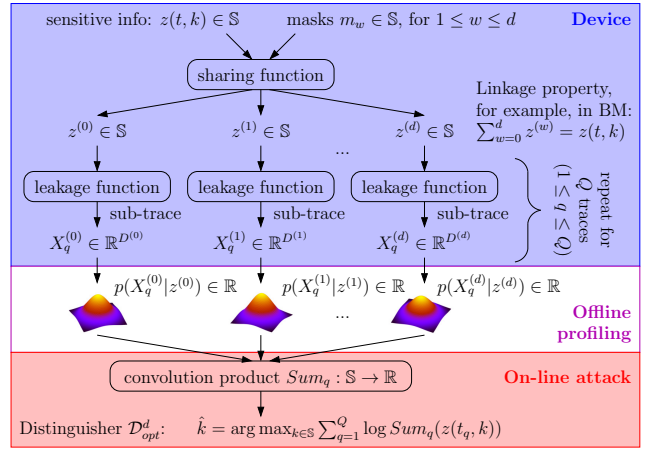 sensitive info: z(t, k) ∈ 𝕊
masks m_w ∈ 𝕊, for 1 ≤ w ≤ d
Device
sharing function
Linkage property,
for example, in BM:
∑_{w=0}^{d} z^{(w)} = z(t, k)
z^{(0)} ∈ 𝕊
z^{(1)} ∈ 𝕊
z^{(d)} ∈ 𝕊
...
leakage function
leakage function
leakage function
repeat for
Q traces
(1 ≤ q ≤ Q)
sub-trace
sub-trace
sub-trace
X_q^{(0)} ∈ ℝ^{D^{(0)}}
X_q^{(1)} ∈ ℝ^{D^{(1)}}
X_q^{(d)} ∈ ℝ^{D^{(d)}}
p(X_q^{(0)}|z^{(0)}) ∈ ℝ
p(X_q^{(1)}|z^{(1)}) ∈ ℝ
p(X_q^{(d)}|z^{(d)}) ∈ ℝ
...
Offline
profiling
convolution product Sum_q : 𝕊 → ℝ
On-line attack
Distinguisher 𝒟_{opt}^{d}: k̂ = arg max_{k∈𝕊} ∑_{q=1}^{Q} log Sum_q(z(t_q, k))